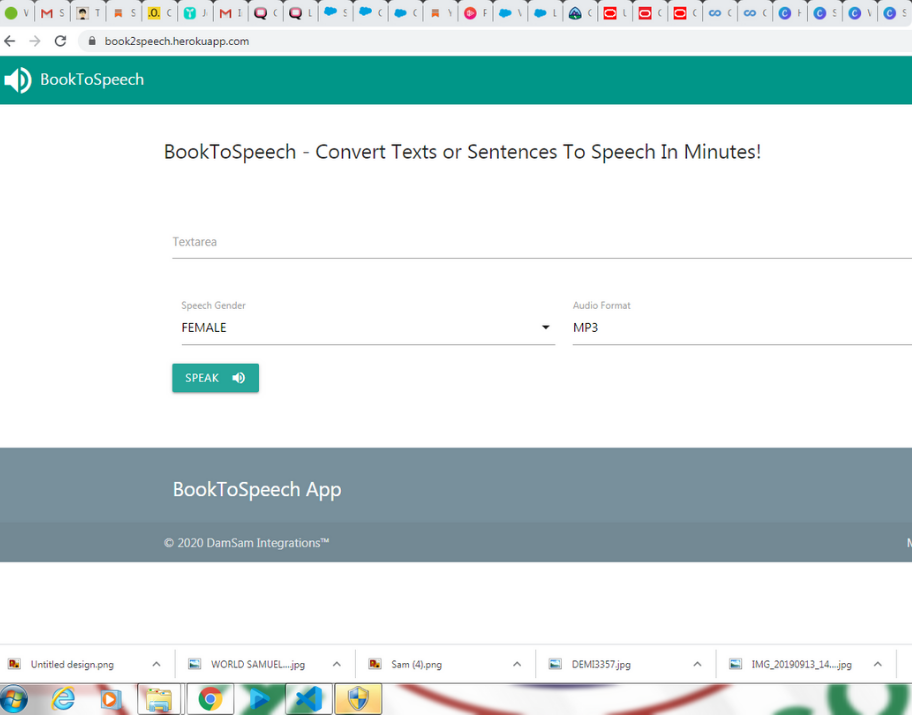 book2speech.herokuapp.com
BookToSpeech
BookToSpeech - Convert Texts or Sentences To Speech In Minutes!
Textarea
Speech Gender
Audio Format
FEMALE
MP3
SPEAK
BookToSpeech App
© 2020 DamSam Integrations™
Untitled design.png
WORLD SAMUEL....jpg
Sam (4).png
DEMI3357.jpg
IMG_20190913_14....jpg